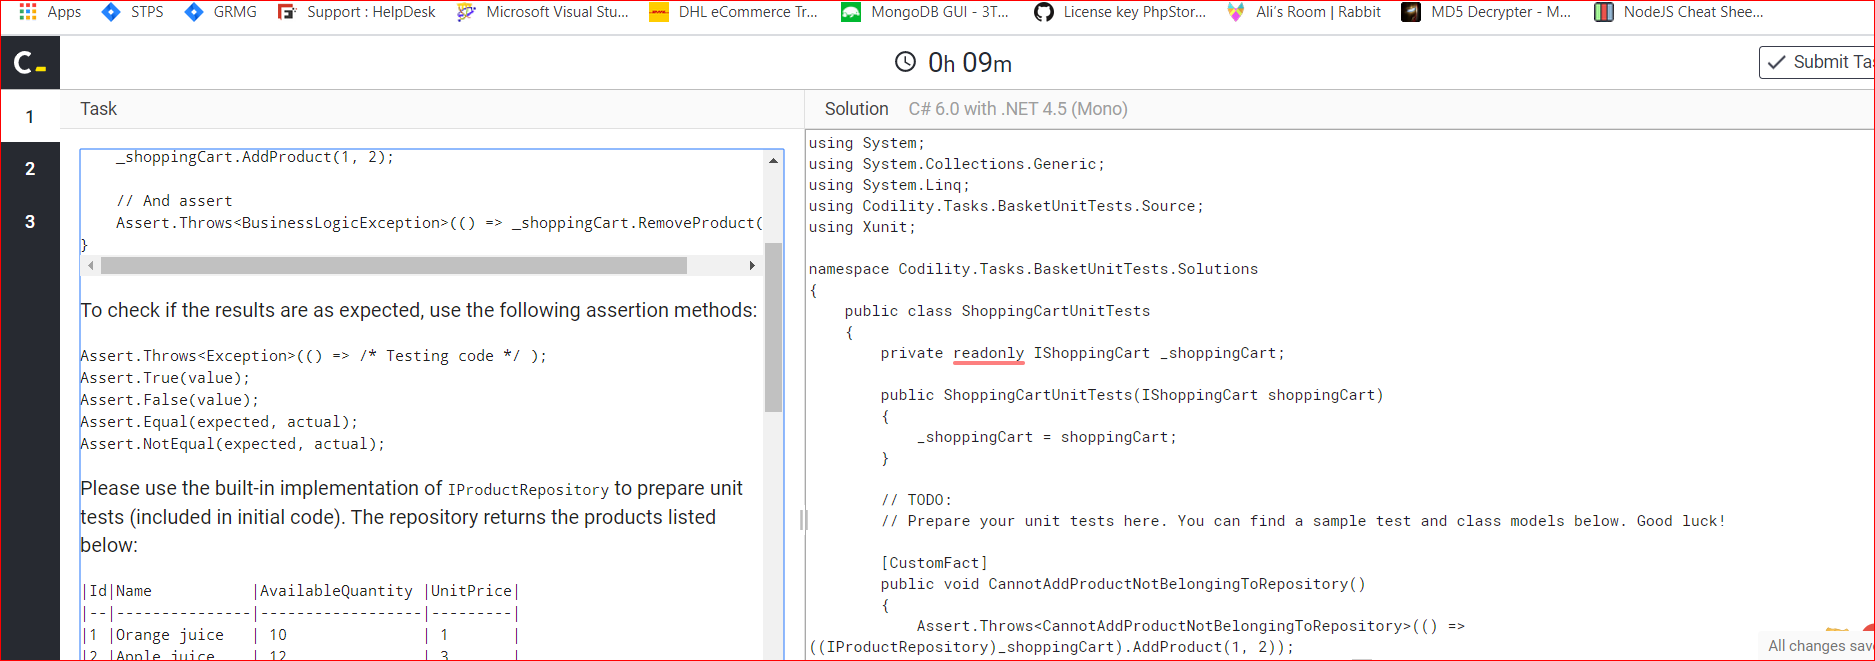 Apps STPS GRMG Support : HelpDesk Microsoft Visual Stu... DHL eCommerce Tr... MongoDB GUI - 3T... License key PhpStor... Ali's Room | Rabbit MD5 Decrypter - M... NodeJS Cheat Shee...
C_ 0h 09m Submit Tas
1 Task
2
3
_shoppingCart.AddProduct(1, 2);
// And assert
Assert.Throws<BusinessLogicException>(() => _shoppingCart.RemoveProduct(
}
To check if the results are as expected, use the following assertion methods:
Assert.Throws<Exception>(() => /* Testing code */ );
Assert.True(value);
Assert.False(value);
Assert.Equal(expected, actual);
Assert.NotEqual(expected, actual);
Please use the built-in implementation of IProductRepository to prepare unit
tests (included in initial code). The repository returns the products listed
below:
|Id|Name |AvailableQuantity |UnitPrice|
|--|---------------|------------------|---------|
|1 |Orange juice | 10 | 1 |
|2 |Apple juice | 12 | 3 |
Solution C# 6.0 with .NET 4.5 (Mono)
using System;
using System.Collections.Generic;
using System.Linq;
using Codility.Tasks.BasketUnitTests.Source;
using Xunit;
namespace Codility.Tasks.BasketUnitTests.Solutions
{
public class ShoppingCartUnitTests
{
private readonly IShoppingCart _shoppingCart;
public ShoppingCartUnitTests(IShoppingCart shoppingCart)
{
_shoppingCart = shoppingCart;
}
// TODO:
// Prepare your unit tests here. You can find a sample test and class models below. Good luck!
[CustomFact]
public void CannotAddProductNotBelongingToRepository()
{
Assert.Throws<CannotAddProductNotBelongingToRepository>(() =>
((IProductRepository)_shoppingCart).AddProduct(1, 2));
All changes sav